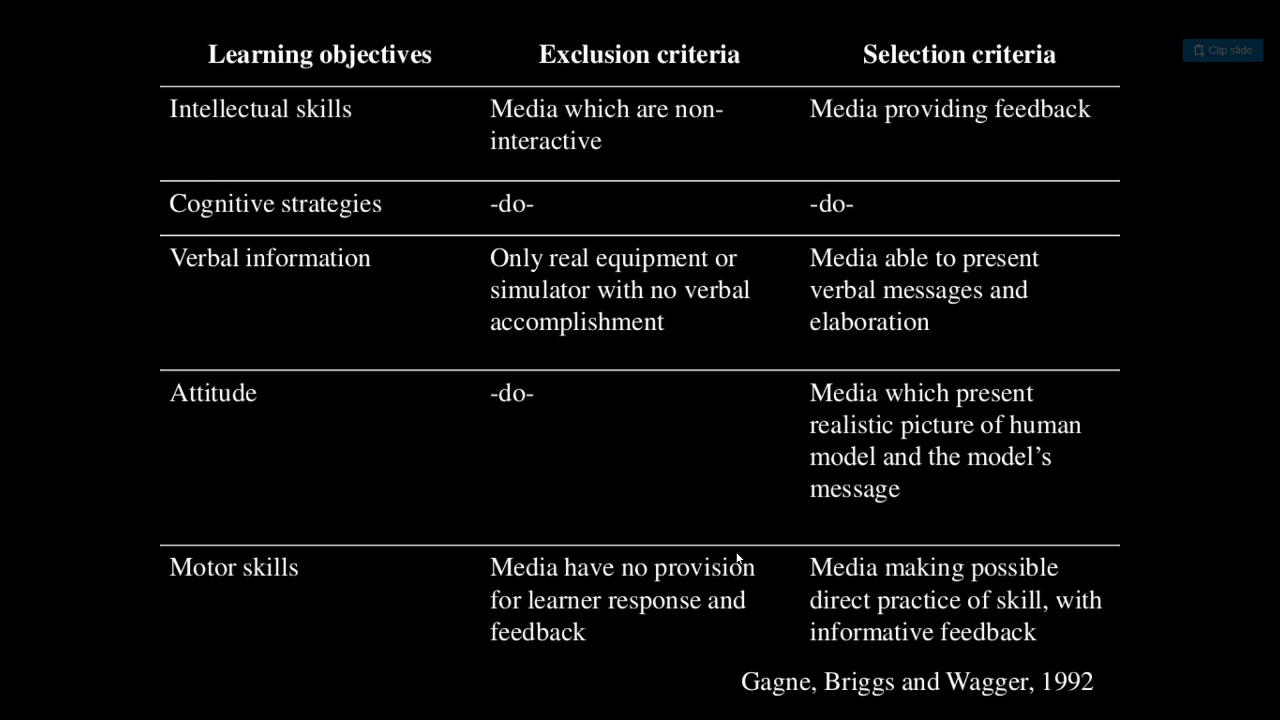 Learning objectives Exclusion criteria Selection criteria
Clip slide
Intellectual skills Media which are non- Media providing feedback
interactive
Cognitive strategies -do- -do-
Verbal information Only real equipment or Media able to present
simulator with no verbal verbal messages and
accomplishment elaboration
Attitude -do- Media which present
realistic picture of human
model and the model’s
message
Motor skills Media have no provision Media making possible
for learner response and direct practice of skill, with
feedback informative feedback
Gagne, Briggs and Wagger, 1992